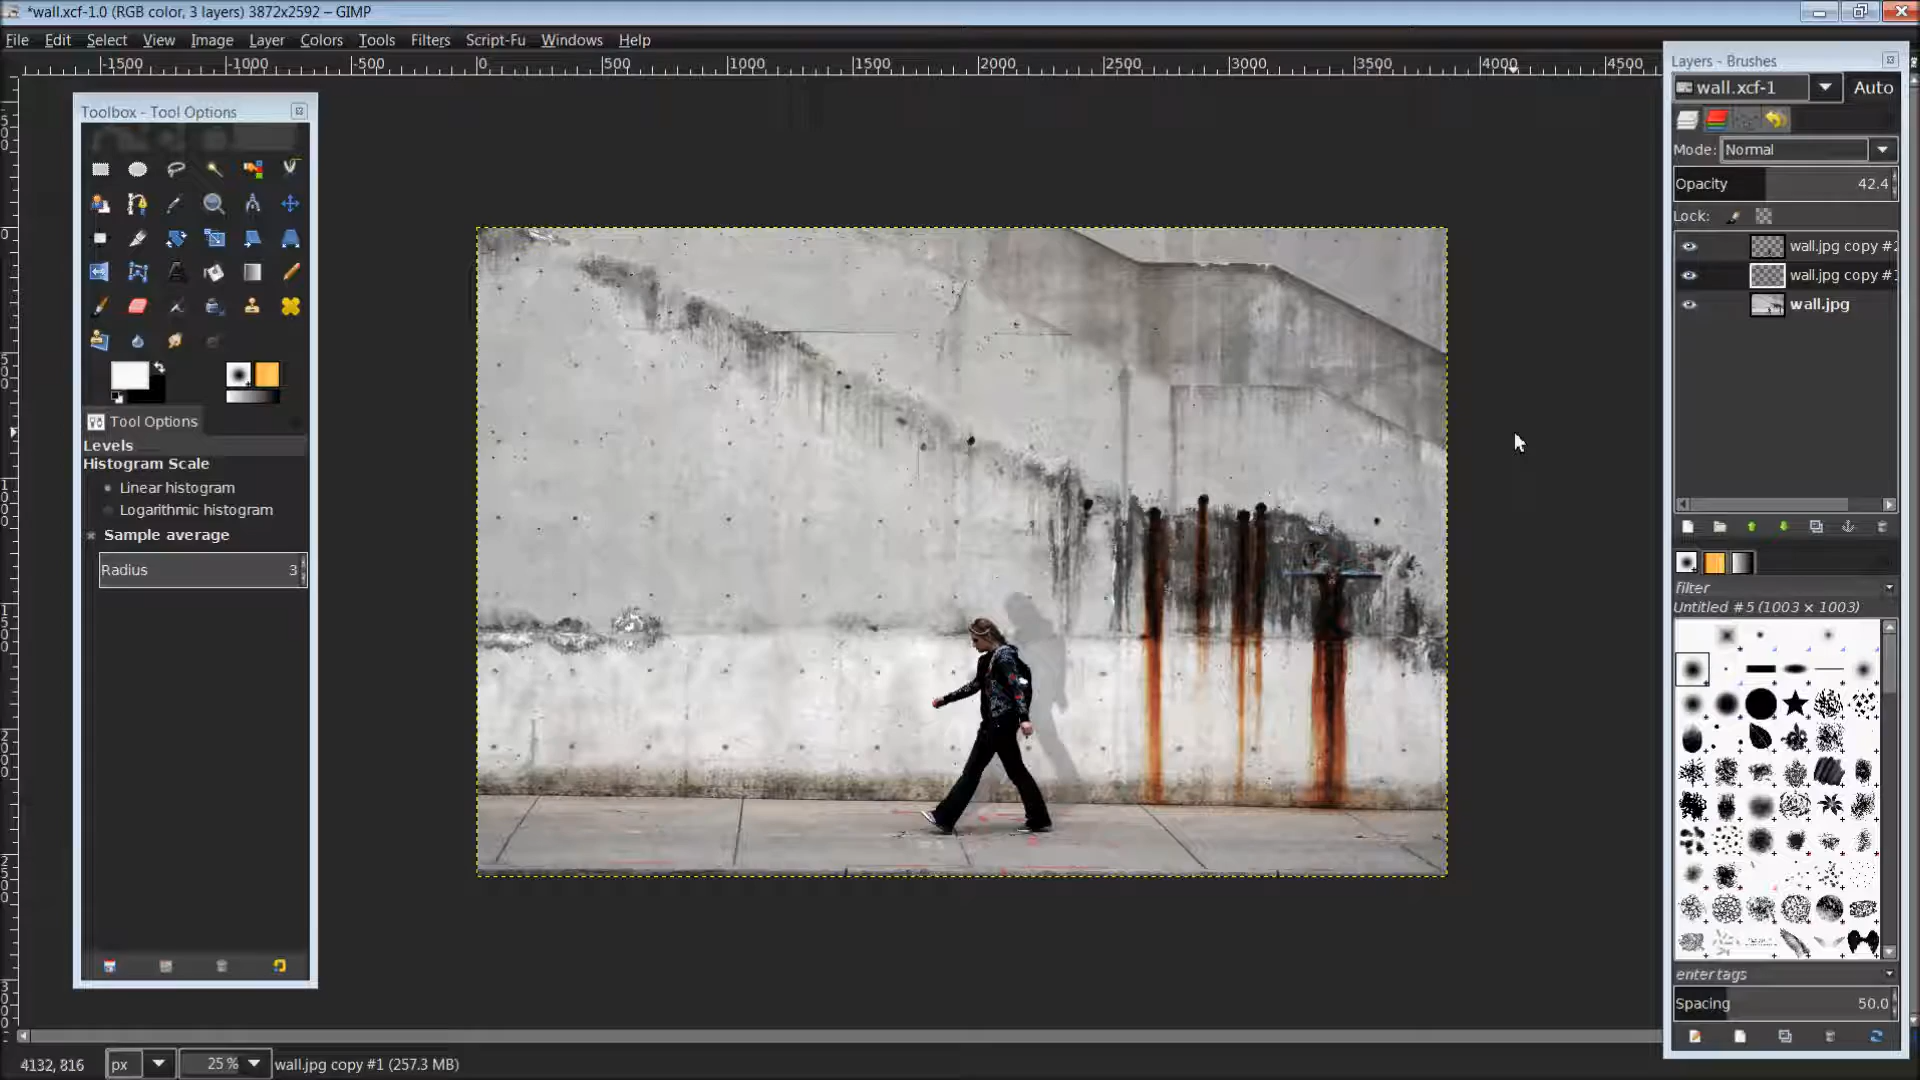 *wall.xcf-1.0 (RGB color, 3 layers) 3872x2592 – GIMP
File Edit Select View Image Layer Colors Tools Filters Script-Fu Windows Help
-1500 -1000 -500 0 500 1000 1500 2000 2500 3000 3500 4000 4500
Toolbox - Tool Options
Tool Options
Levels
Histogram Scale
Linear histogram
Logarithmic histogram
Sample average
Radius 3
Layers - Brushes
wall.xcf-1 Auto
Mode: Normal
Opacity 42.4
Lock:
wall.jpg copy #2
wall.jpg copy #1
wall.jpg
filter
Untitled #5 (1003 × 1003)
enter tags
Spacing 50.0
4132, 816 px 25 % wall.jpg copy #1 (257.3 MB)